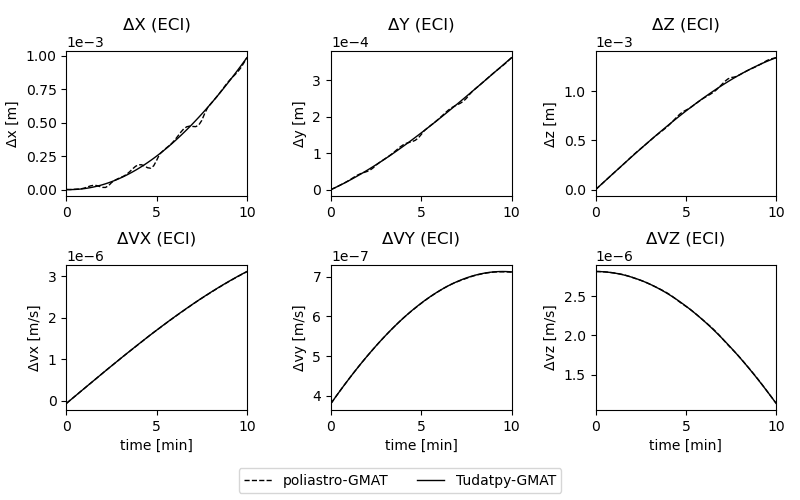 ΔX (ECI)
1e−3
1.00
0.75
0.50
0.25
0.00
Δx [m]
0
5
10
ΔY (ECI)
1e−4
3
2
1
0
Δy [m]
0
5
10
ΔZ (ECI)
1e−3
1.0
0.5
0.0
Δz [m]
0
5
10
ΔVX (ECI)
1e−6
3
2
1
0
Δvx [m/s]
0
5
10
time [min]
ΔVY (ECI)
1e−7
7
6
5
4
Δvy [m/s]
0
5
10
time [min]
ΔVZ (ECI)
1e−6
2.5
2.0
1.5
Δvz [m/s]
0
5
10
time [min]
poliastro-GMAT
Tudatpy-GMAT